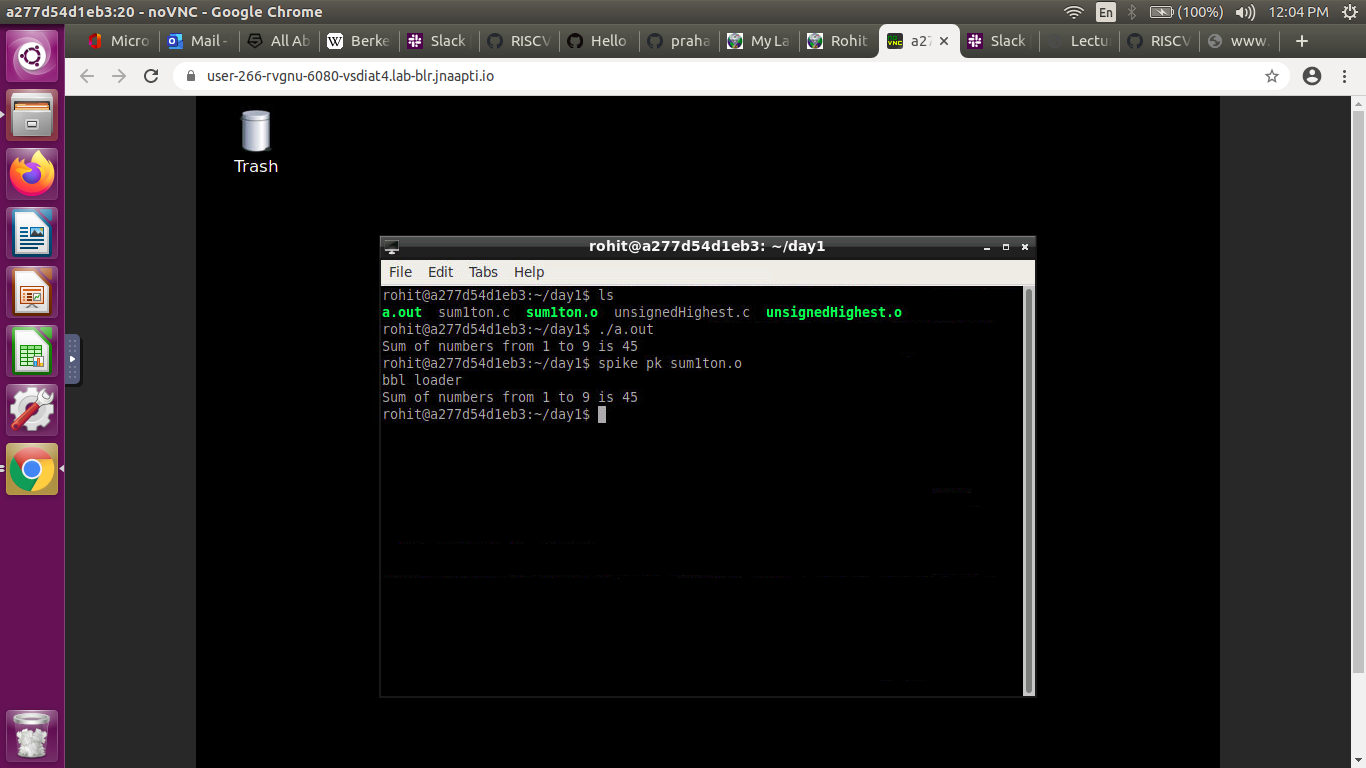 a277d54d1eb3:20 - noVNC - Google Chrome
En
(100%)
12:04 PM
Micro
Mail -
All Ab
Berke
Slack
RISCV
Hello
praha
My La
Rohit
a27
Slack
Lectu
RISCV
www.
user-266-rvgnu-6080-vsdiat4.lab-blr.jnaapti.io
Trash
rohit@a277d54d1eb3: ~/day1
File Edit Tabs Help
rohit@a277d54d1eb3:~/day1$ ls
a.out sum1ton.c sum1ton.o unsignedHighest.c unsignedHighest.o
rohit@a277d54d1eb3:~/day1$ ./a.out
Sum of numbers from 1 to 9 is 45
rohit@a277d54d1eb3:~/day1$ spike pk sum1ton.o
bbl loader
Sum of numbers from 1 to 9 is 45
rohit@a277d54d1eb3:~/day1$